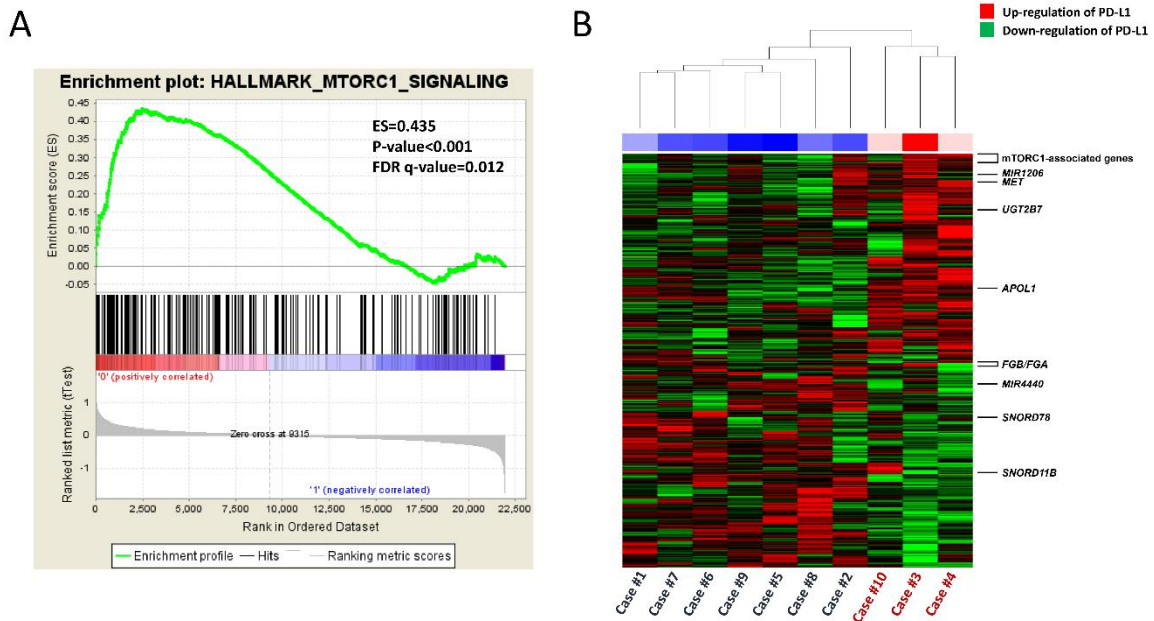 A
Enrichment plot: HALLMARK_MTORC1_SIGNALING
Enrichment score (ES)
0.45
0.40
0.35
0.30
0.25
0.20
0.15
0.10
0.05
0.00
-0.05
ES=0.435
P-value<0.001
FDR q-value=0.012
'0' (positively correlated)
Ranked list metric (tTest)
1
0
-1
Zero cross at 9315
'1' (negatively correlated)
0 2,500 5,000 7,500 10,000 12,500 15,000 17,500 20,000 22,500
Rank in Ordered Dataset
Enrichment profile Hits Ranking metric scores
B
Up-regulation of PD-L1
Down-regulation of PD-L1
mTORC1-associated genes
MIR1206
MET
UGT2B7
APOL1
FGB/FGA
MIR4440
SNORD78
SNORD11B
Case #1 Case #7 Case #6 Case #9 Case #5 Case #8 Case #2 Case #10 Case #3 Case #4